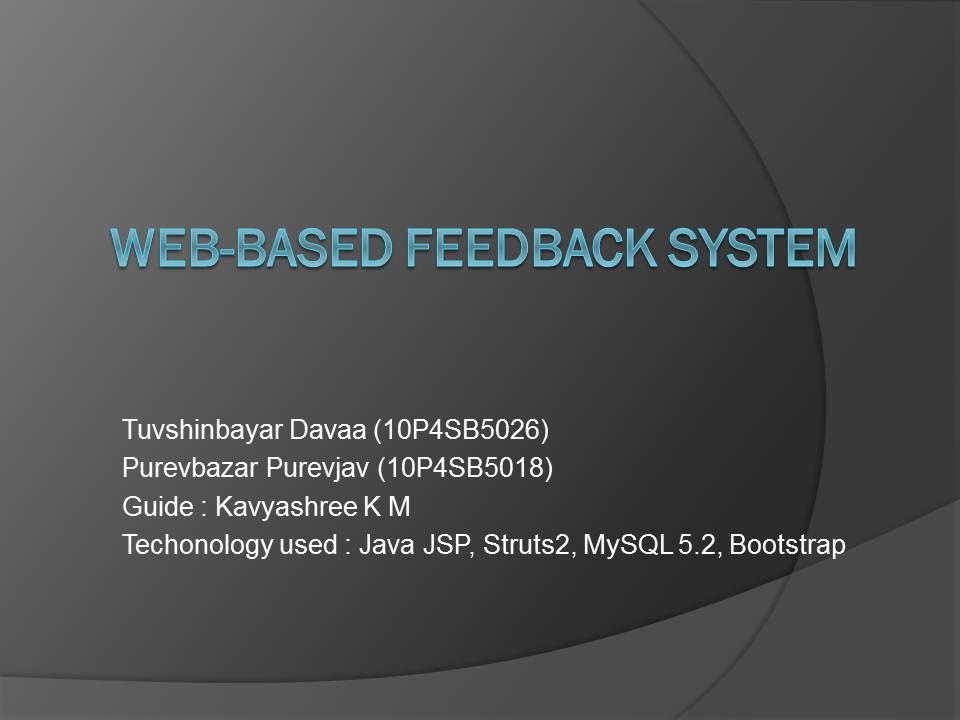 WEB-BASED FEEDBACK SYSTEM
Tuvshinbayar Davaa (10P4SB5026)
Purevbazar Purevjav (10P4SB5018)
Guide : Kavyashree K M
Techonology used : Java JSP, Struts2, MySQL 5.2, Bootstrap